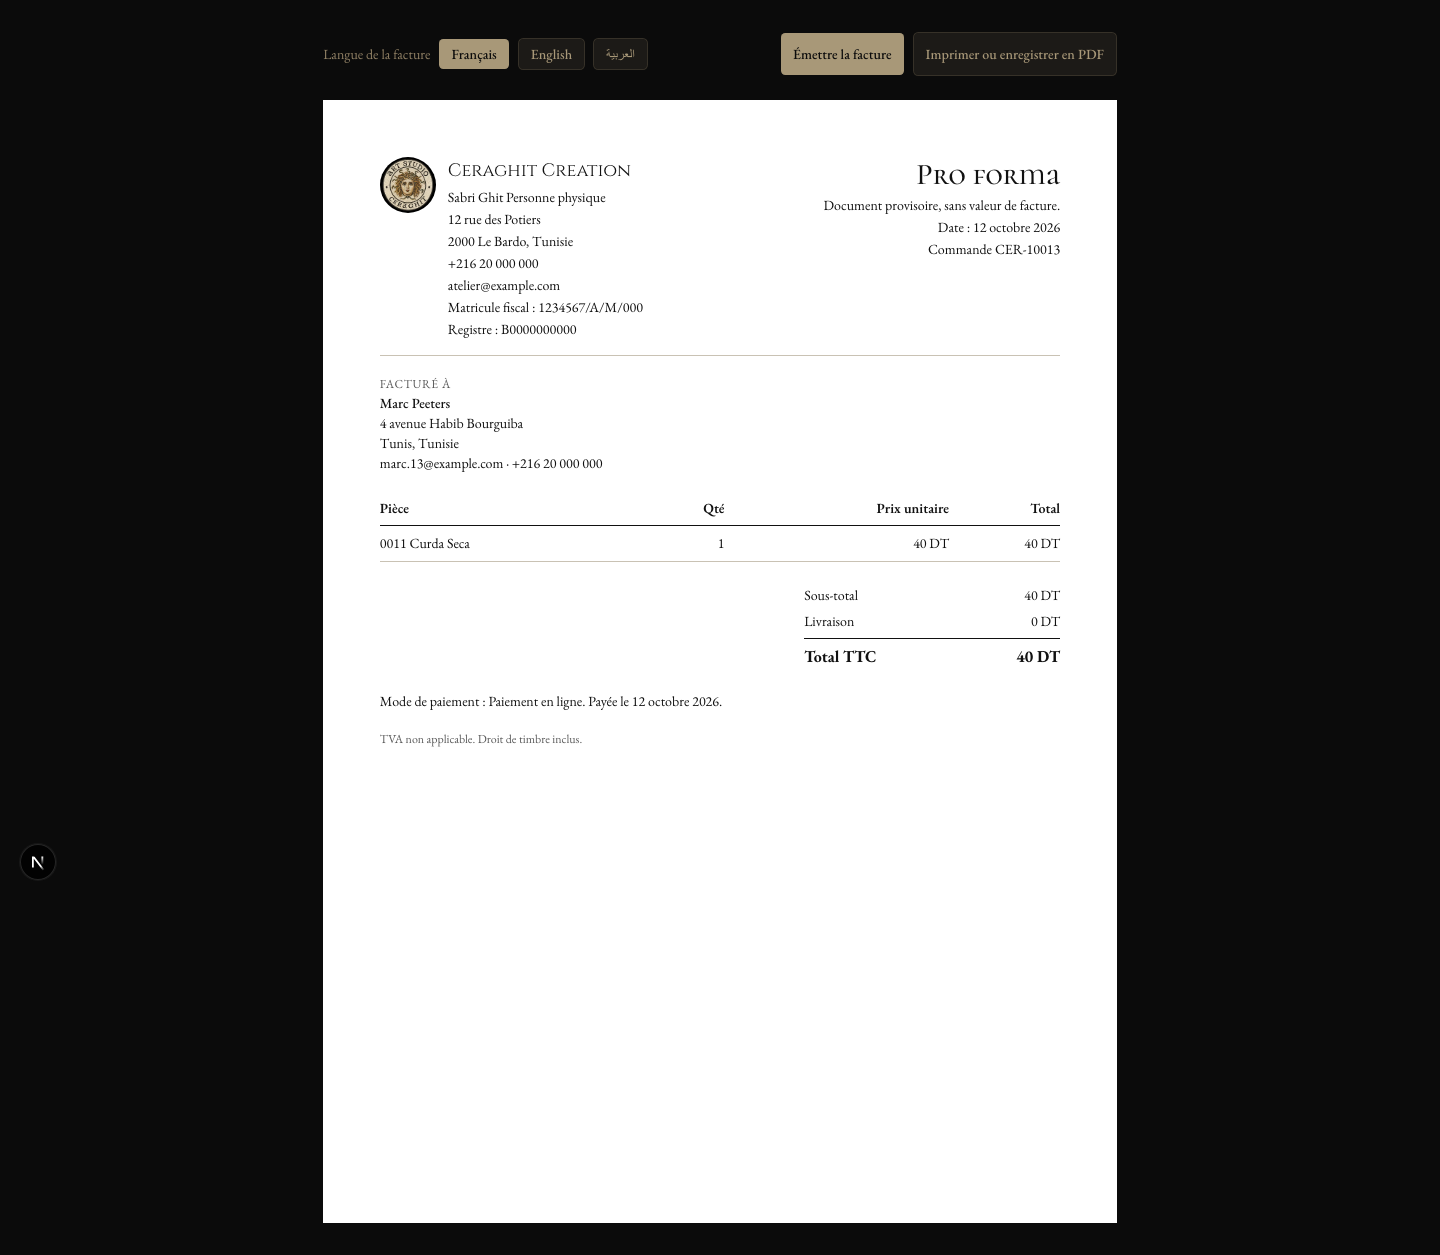 Langue de la facture Français English العربية Émettre la facture Imprimer ou enregistrer en PDF
ART STUDIO
CERAGHIT
Ceraghit Creation
Sabri Ghit Personne physique
12 rue des Potiers
2000 Le Bardo, Tunisie
+216 20 000 000
atelier@example.com
Matricule fiscal : 1234567/A/M/000
Registre : B0000000000
Pro forma
Document provisoire, sans valeur de facture.
Date : 12 octobre 2026
Commande CER-10013
FACTURÉ À
Marc Peeters
4 avenue Habib Bourguiba
Tunis, Tunisie
marc.13@example.com · +216 20 000 000
Pièce Qté Prix unitaire Total
0011 Curda Seca 1 40 DT 40 DT
Sous-total 40 DT
Livraison 0 DT
Total TTC 40 DT
Mode de paiement : Paiement en ligne. Payée le 12 octobre 2026.
TVA non applicable. Droit de timbre inclus.
N